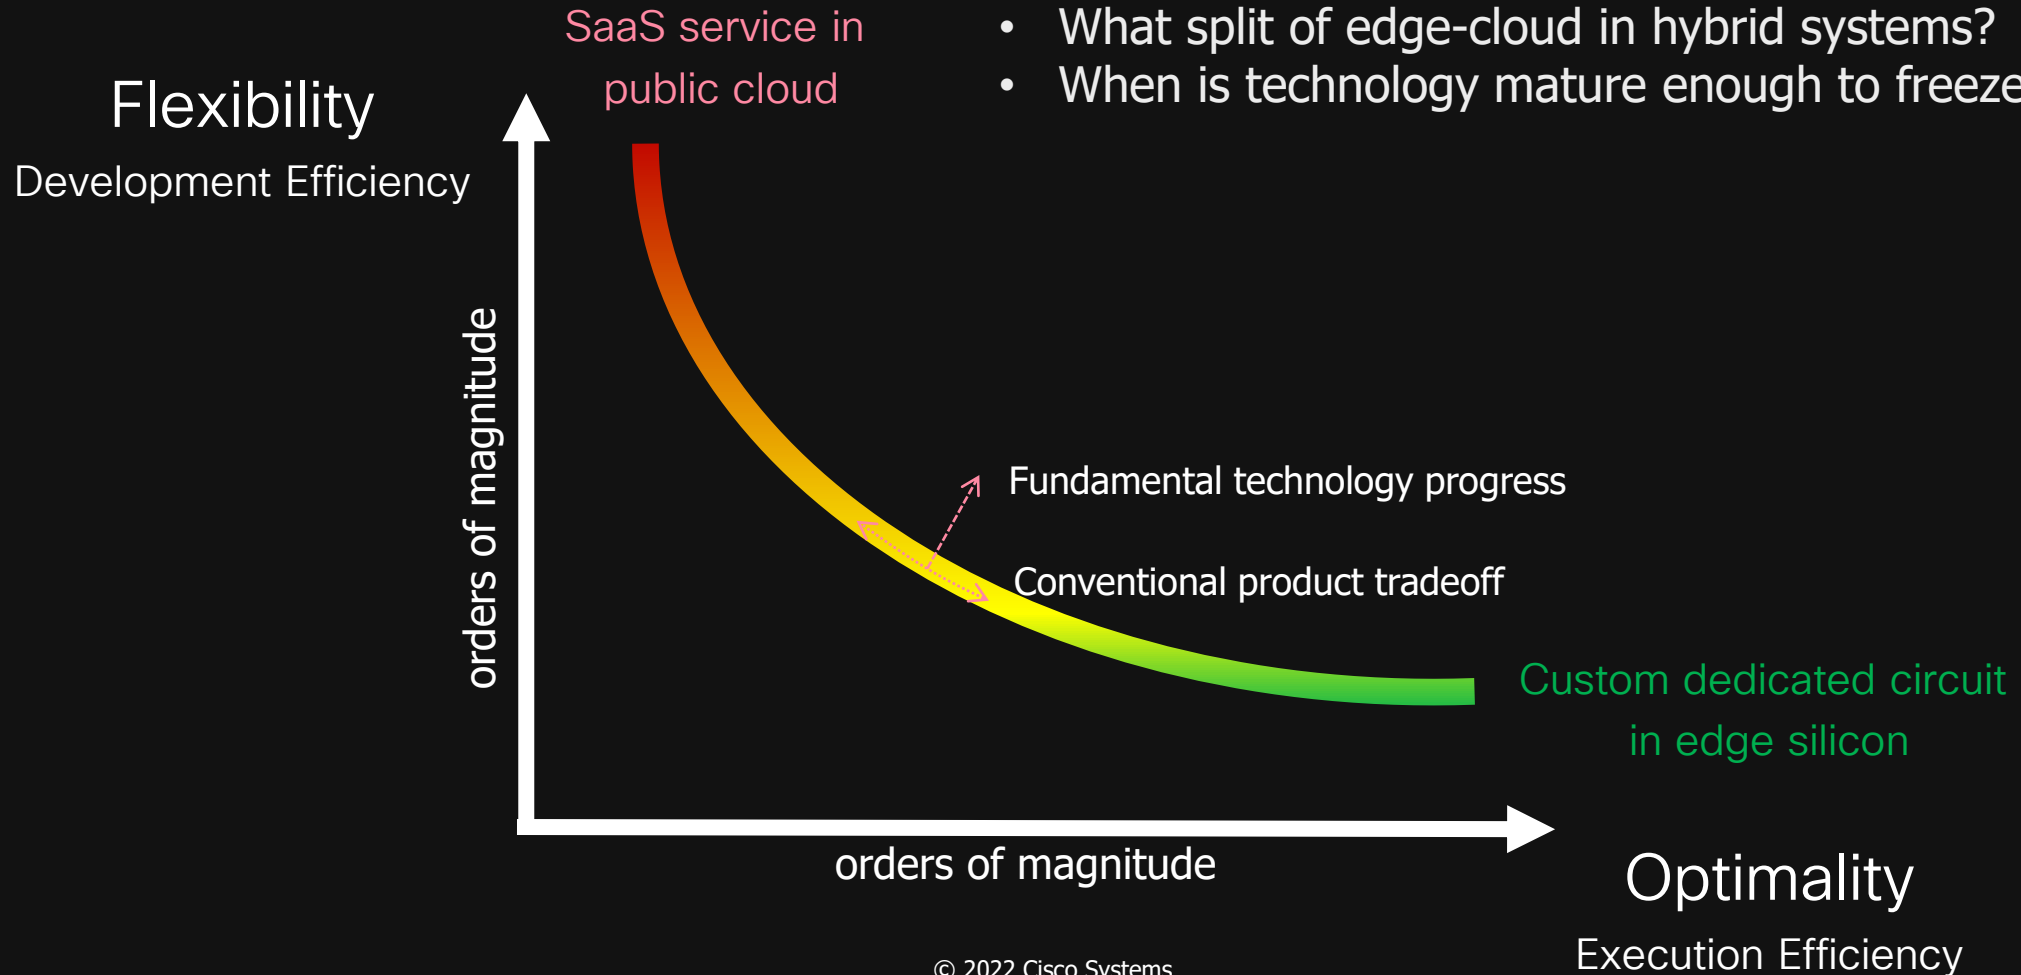 SaaS service in
public cloud
• What split of edge-cloud in hybrid systems?
• When is technology mature enough to freeze
Flexibility
Development Efficiency
orders of magnitude
Fundamental technology progress
Conventional product tradeoff
Custom dedicated circuit
in edge silicon
orders of magnitude
Optimality
Execution Efficiency
© 2022 Cisco Systems